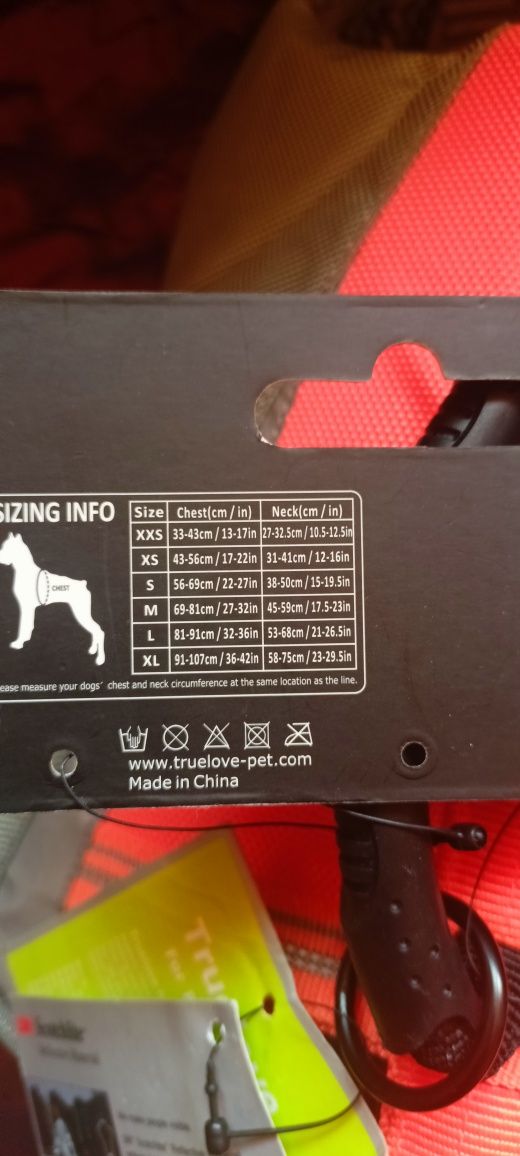 SIZING INFO
Size Chest(cm / in) Neck(cm / in)
XXS 33-43cm / 13-17in 27-32.5cm / 10.5-12.5in
XS 43-56cm / 17-22in 31-41cm / 12-16in
S 56-69cm / 22-27in 38-50cm / 15-19.5in
M 69-81cm / 27-32in 45-59cm / 17.5-23in
L 81-91cm / 32-36in 53-68cm / 21-26.5in
XL 91-107cm / 36-42in 58-75cm / 23-29.5in
CHEST
ease measure your dogs' chest and neck circumference at the same location as the line.
www.truelove-pet.com
Made in China